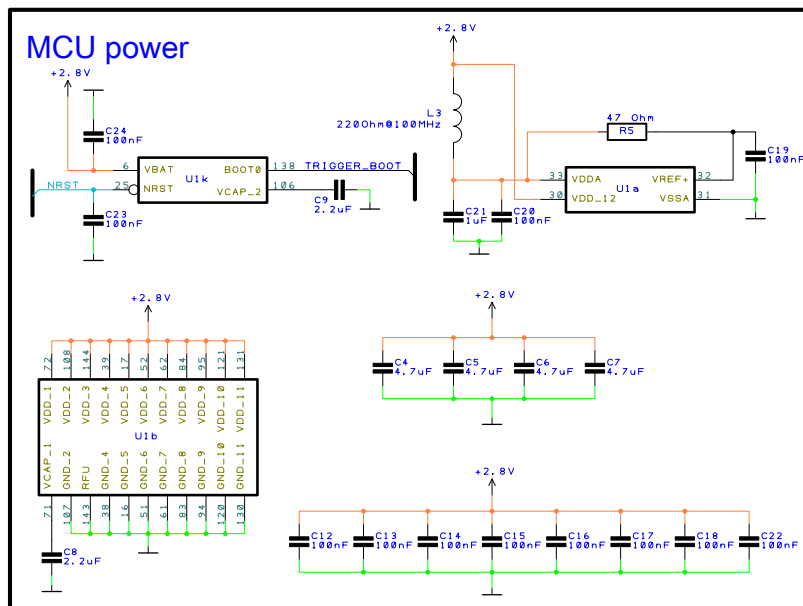 MCU power
+2.8V
C24
100nF
6 VBAT
BOOT0 138 TRIGGER_BOOT
U1k
NRST 25 NRST
VCAP_2 106
C23
100nF
C9
2.2uF
+2.8V
L3
220Ohm@100MHz
47 Ohm
R5
C19
100nF
33 VDDA
VREF+ 32
U1a
30 VDD_12
VSSA 31
C21
1uF
C20
100nF
+2.8V
72 108 144 39 17 52 62 84 95 121 131
VDD_1 VDD_2 VDD_3 VDD_4 VDD_5 VDD_6 VDD_7 VDD_8 VDD_9 VDD_10 VDD_11
U1b
VCAP_1 GND_2 RFU GND_4 GND_5 GND_6 GND_7 GND_8 GND_9 GND_10 GND_11
71 107 143 38 16 51 61 83 94 120 130
C8
2.2uF
+2.8V
C4 C5 C6 C7
4.7uF 4.7uF 4.7uF 4.7uF
+2.8V
C12 C13 C14 C15 C16 C17 C18 C22
100nF 100nF 100nF 100nF 100nF 100nF 100nF 100nF